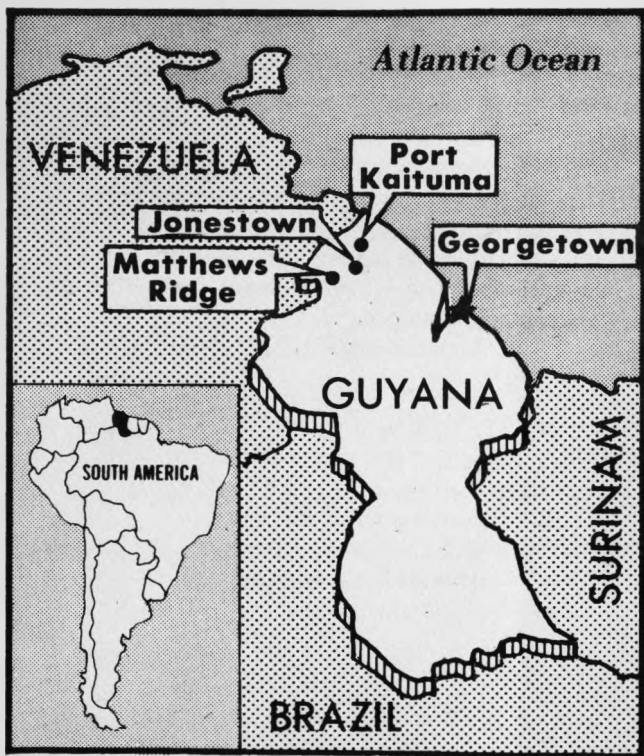 Atlantic Ocean
VENEZUELA
Port
Kaituma
Jonestown
Georgetown
Matthews
Ridge
GUYANA
SOUTH AMERICA
SURINAM
BRAZIL